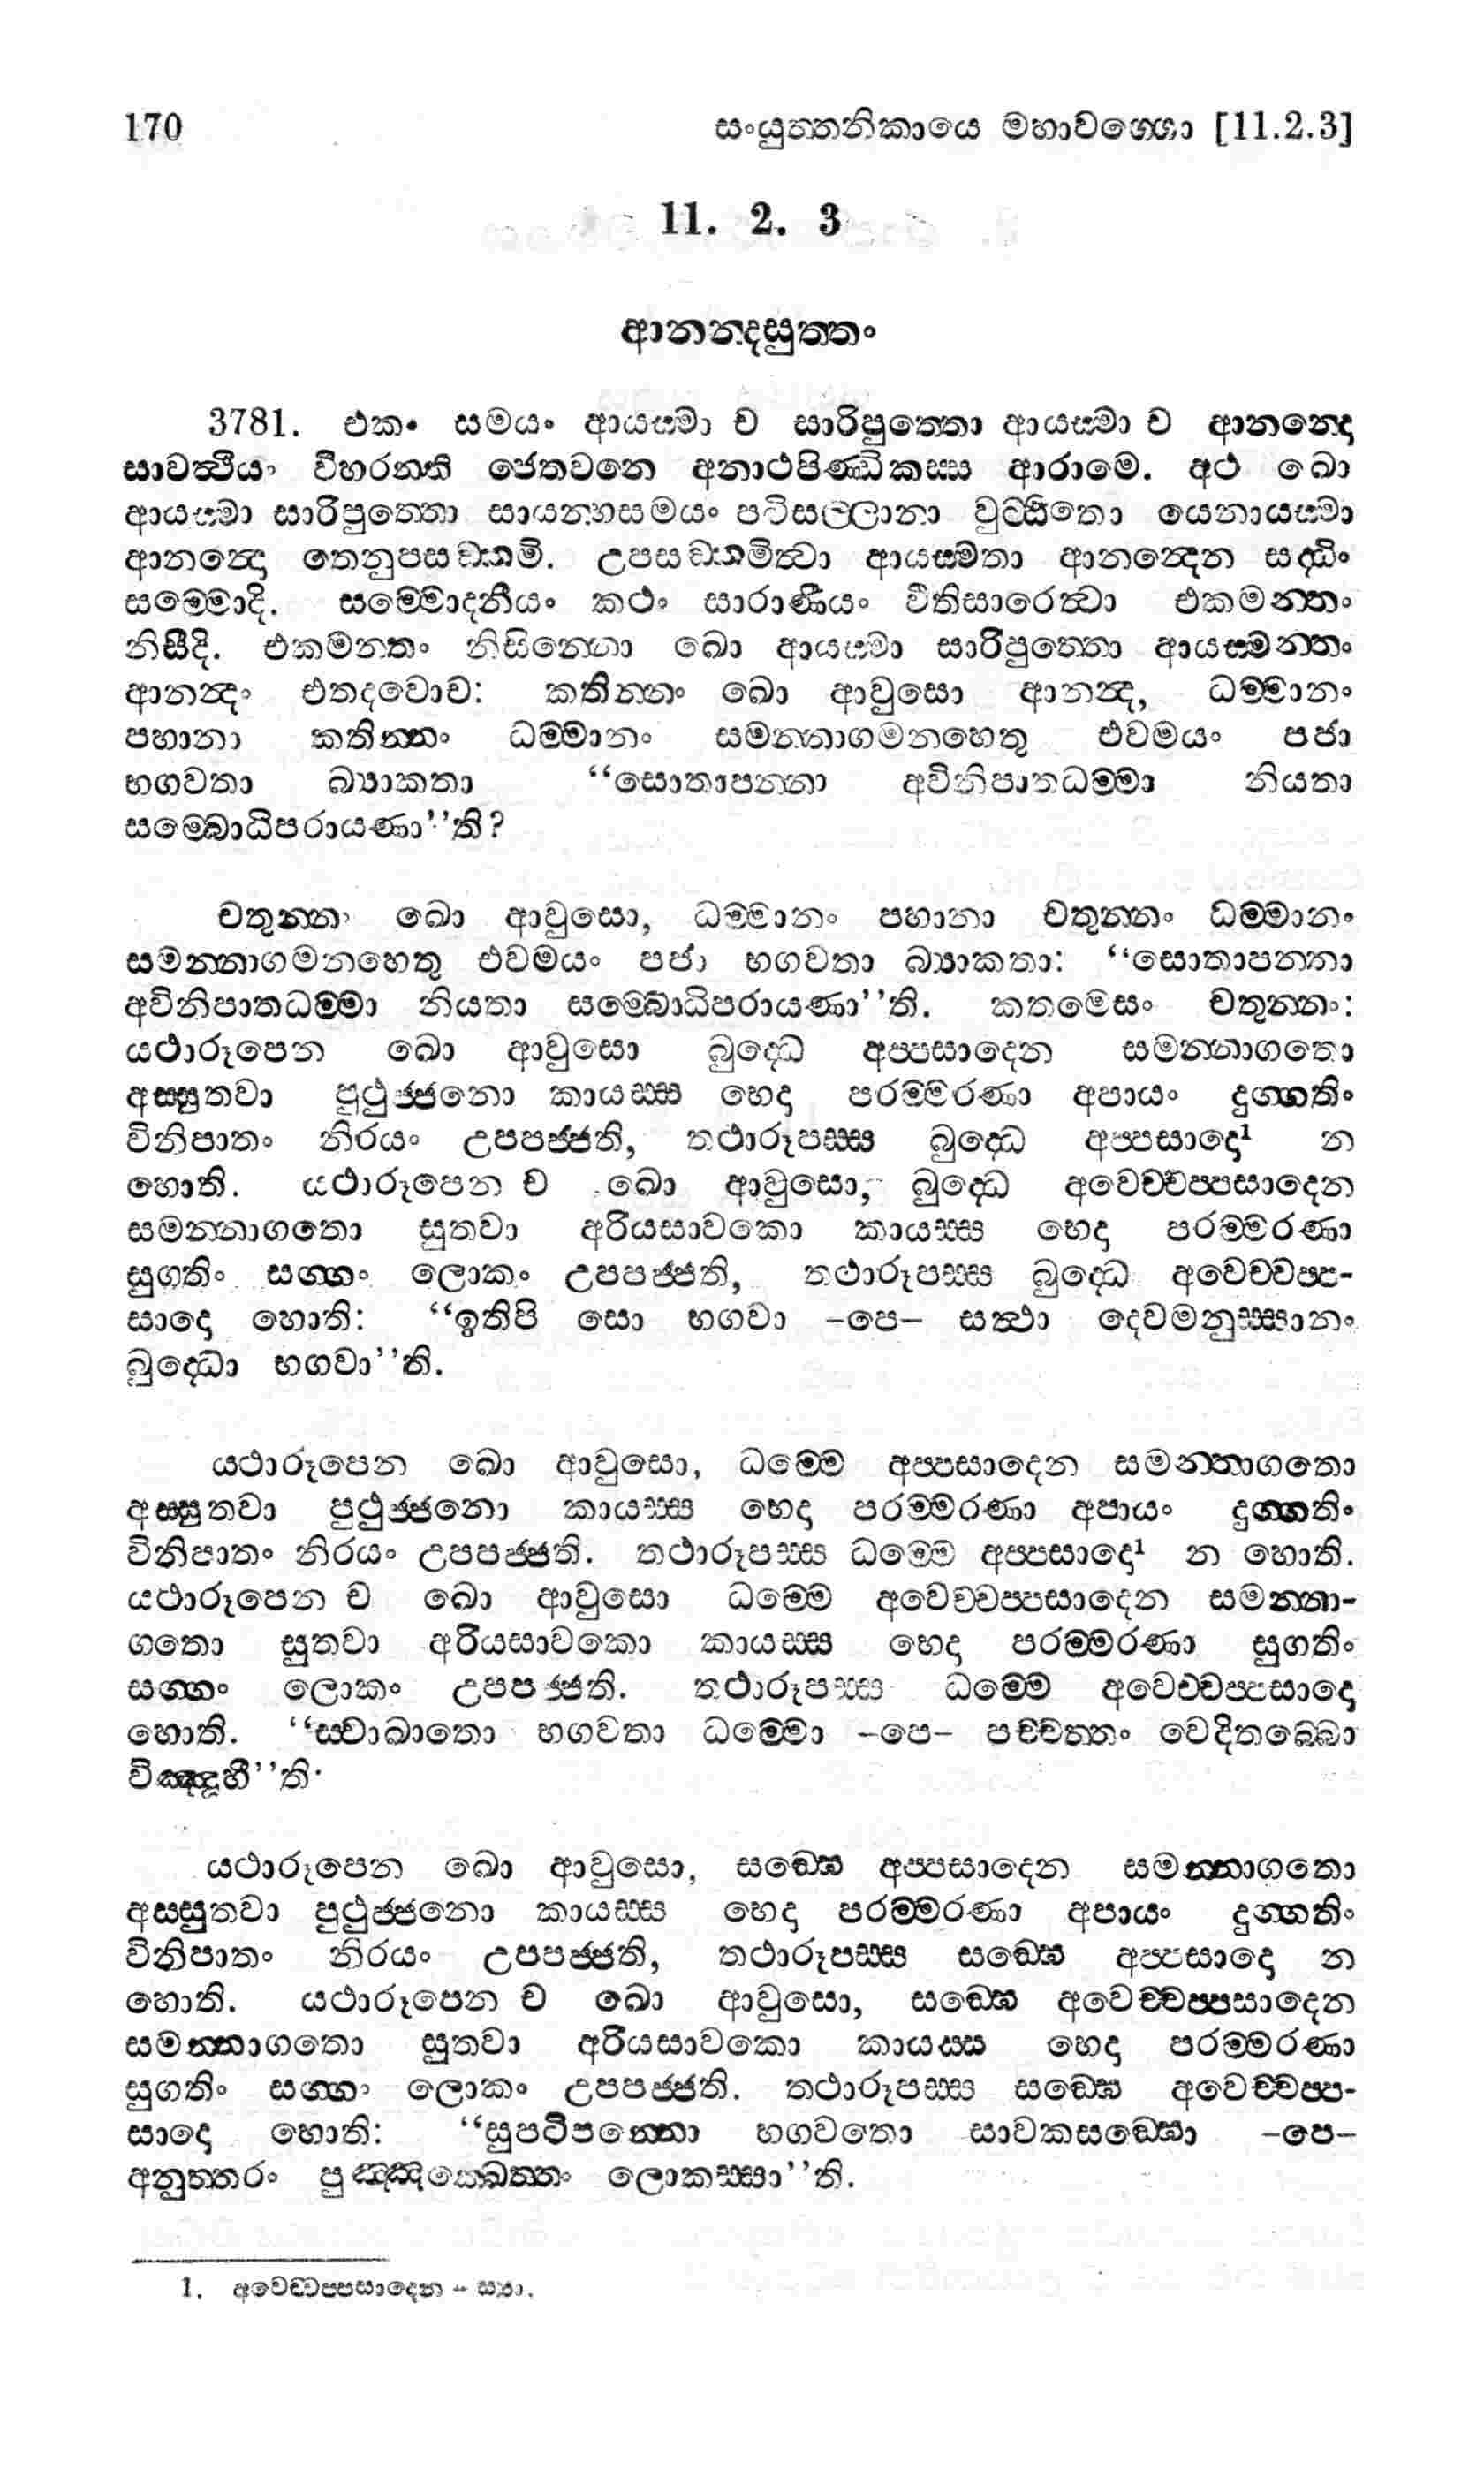 170 සංයුත්තනිකායෙ මහාවග්ගො [11.2.3]
11. 2. 3
ආනන්දසුත්තං
3781. එකං සමයං ආයස්මා ච සාරිපුත්තො ආයස්මා ච ආනන්දො
සාවත්ථියං විහරන්ති ජෙතවනෙ අනාථපිණ්ඩිකස්ස ආරාමෙ. අථ ඛො
ආයස්මා සාරිපුත්තො සායන්හසමයං පටිසල්ලානා වුට්ඨිතො යෙනායස්මා
ආනන්දො තෙනුපසඞ්කමි. උපසඞ්කමිත්වා ආයස්මතා ආනන්දෙන සද්ධිං
සම්මොදි. සම්මොදනීයං කථං සාරාණීයං වීතිසාරෙත්වා එකමන්තං
නිසීදි. එකමන්තං නිසින්නො ඛො ආයස්මා සාරිපුත්තො ආයස්මන්තං
ආනන්දං එතදවොච: කතින්නං ඛො ආවුසො ආනන්ද, ධම්මානං
පහානා කතින්නං ධම්මානං සමන්නාගමනහෙතු එවමයං පජා
භගවතා බ්‍යාකතා “සොතාපන්නා අවිනිපාතධම්මා නියතා
සම්බොධිපරායණා”ති?
චතුන්නං ඛො ආවුසො, ධම්මානං පහානා චතුන්නං ධම්මානං
සමන්නාගමනහෙතු එවමයං පජා භගවතා බ්‍යාකතා: “සොතාපන්නා
අවිනිපාතධම්මා නියතා සම්බොධිපරායණා”ති. කතමෙසං චතුන්නං:
යථාරූපෙන ඛො ආවුසො බුද්ධෙ අප්පසාදෙන සමන්නාගතො
අස්සුතවා පුථුජ්ජනො කායස්ස භෙදා පරම්මරණා අපායං දුග්ගතිං
විනිපාතං නිරයං උපපජ්ජති, තථාරූපස්ස බුද්ධෙ අප්පසාදො¹ න
හොති. යථාරූපෙන ච ඛො ආවුසො, බුද්ධෙ අවෙච්චප්පසාදෙන
සමන්නාගතො සුතවා අරියසාවකො කායස්ස භෙදා පරම්මරණා
සුගතිං සග්ගං ලොකං උපපජ්ජති, තථාරූපස්ස බුද්ධෙ අවෙච්චප්ප-
සාදො හොති: “ඉතිපි සො භගවා –පෙ– සත්ථා දෙවමනුස්සානං
බුද්ධො භගවා”ති.
යථාරූපෙන ඛො ආවුසො, ධම්මෙ අප්පසාදෙන සමන්නාගතො
අස්සුතවා පුථුජ්ජනො කායස්ස භෙදා පරම්මරණා අපායං දුග්ගතිං
විනිපාතං නිරයං උපපජ්ජති. තථාරූපස්ස ධම්මෙ අප්පසාදො¹ න හොති.
යථාරූපෙන ච ඛො ආවුසො ධම්මෙ අවෙච්චප්පසාදෙන සමන්නා-
ගතො සුතවා අරියසාවකො කායස්ස භෙදා පරම්මරණා සුගතිං
සග්ගං ලොකං උපපජ්ජති. තථාරූපස්ස ධම්මෙ අවෙච්චප්පසාදො
හොති. “ස්වාඛාතො භගවතා ධම්මො –පෙ– පච්චත්තං වෙදිතබ්බො
විඤ්ඤූහී”ති.
යථාරූපෙන ඛො ආවුසො, සඞ්ඝෙ අප්පසාදෙන සමන්නාගතො
අස්සුතවා පුථුජ්ජනො කායස්ස භෙදා පරම්මරණා අපායං දුග්ගතිං
විනිපාතං නිරයං උපපජ්ජති, තථාරූපස්ස සඞ්ඝෙ අප්පසාදො න
හොති. යථාරූපෙන ච ඛො ආවුසො, සඞ්ඝෙ අවෙච්චප්පසාදෙන
සමන්නාගතො සුතවා අරියසාවකො කායස්ස භෙදා පරම්මරණා
සුගතිං සග්ගං ලොකං උපපජ්ජති. තථාරූපස්ස සඞ්ඝෙ අවෙච්චප්ප-
සාදො හොති: “සුපටිපන්නො භගවතො සාවකසඞ්ඝො –පෙ–
අනුත්තරං පුඤ්ඤක්ඛෙත්තං ලොකස්සා”ති.
1. අවෙච්චප්පසාදෙන – ස්‍යා.